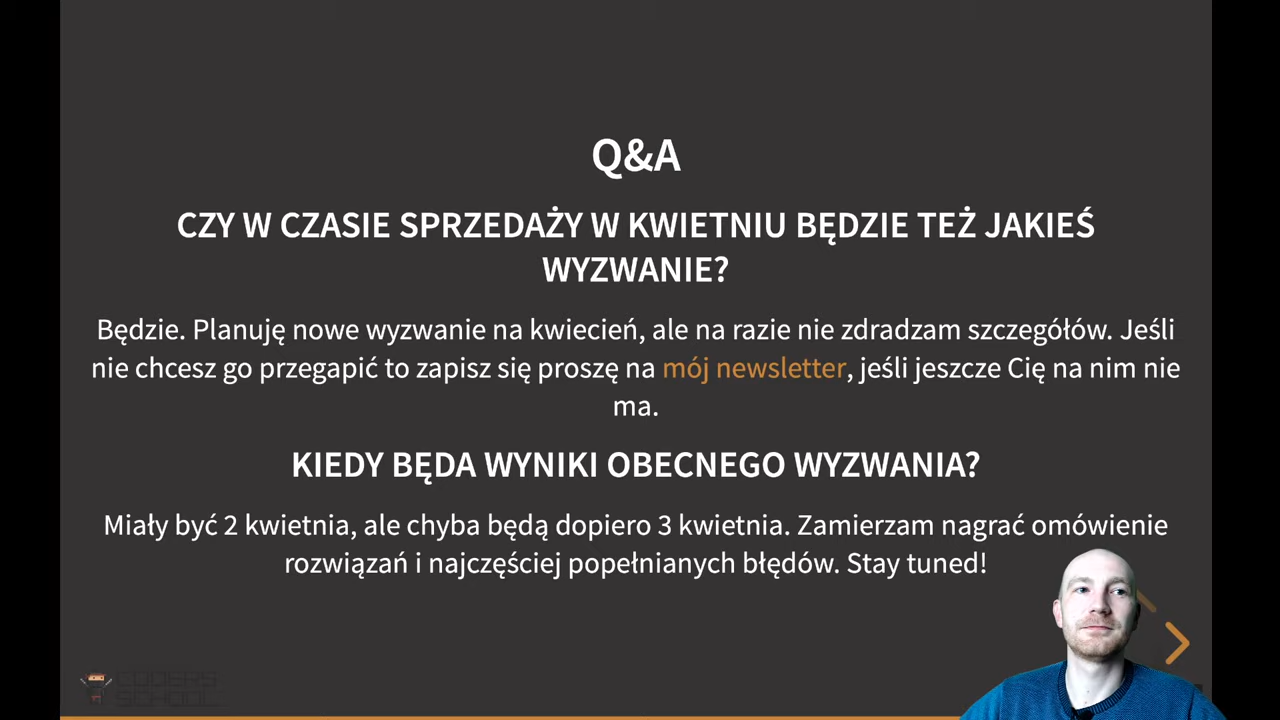 Q&A
CZY W CZASIE SPRZEDAŻY W KWIETNIU BĘDZIE TEŻ JAKIEŚ
WYZWANIE?
Będzie. Planuję nowe wyzwanie na kwiecień, ale na razie nie zdradzam szczegółów. Jeśli
nie chcesz go przegapić to zapisz się proszę na mój newsletter, jeśli jeszcze Cię na nim nie
ma.
KIEDY BĘDA WYNIKI OBECNEGO WYZWANIA?
Miały być 2 kwietnia, ale chyba będą dopiero 3 kwietnia. Zamierzam nagrać omówienie
rozwiązań i najczęściej popełnianych błędów. Stay tuned!
CODERS
SCHOOL